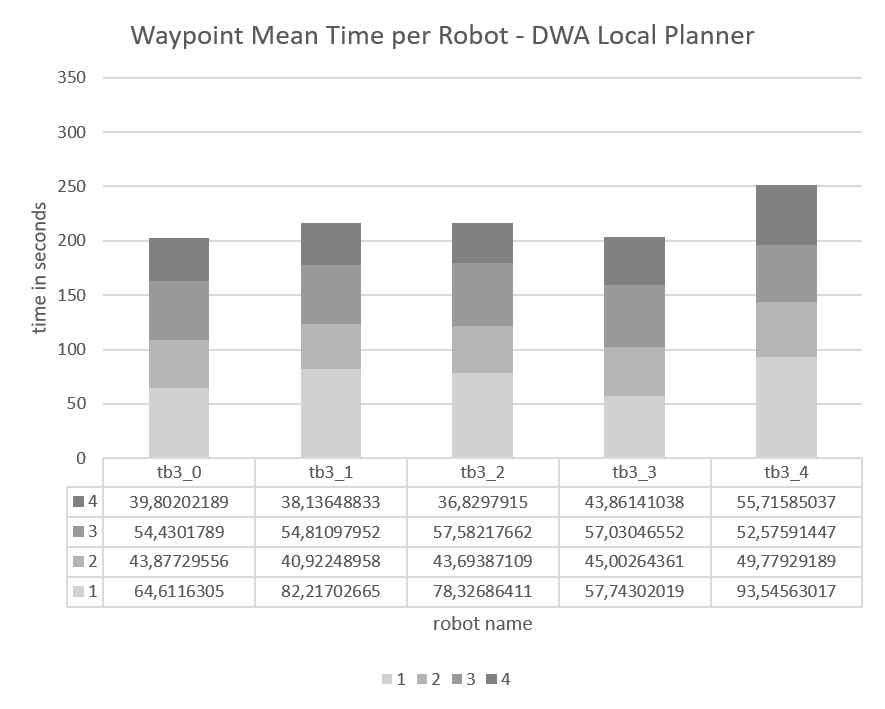 Waypoint Mean Time per Robot - DWA Local Planner
350
300
250
200
150
100
50
0
time in seconds
tb3_0 tb3_1 tb3_2 tb3_3 tb3_4
4 39,80202189 38,13648833 36,8297915 43,86141038 55,71585037
3 54,4301789 54,81097952 57,58217662 57,03046552 52,57591447
2 43,87729556 40,92248958 43,69387109 45,00264361 49,77929189
1 64,6116305 82,21702665 78,32686411 57,74302019 93,54563017
robot name
1 2 3 4